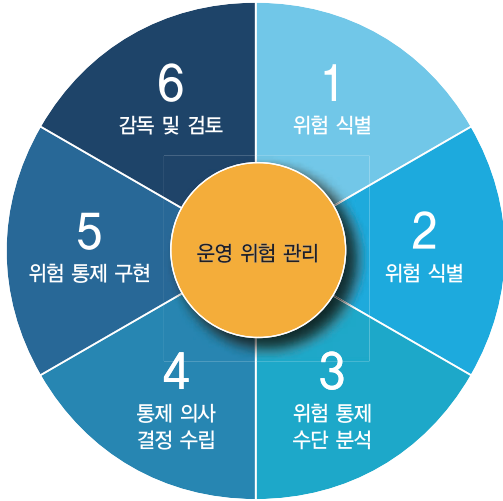 1
위험 식별
2
위험 식별
3
위험 통제
수단 분석
4
통제 의사
결정 수립
5
위험 통제 구현
6
감독 및 검토
운영 위험 관리